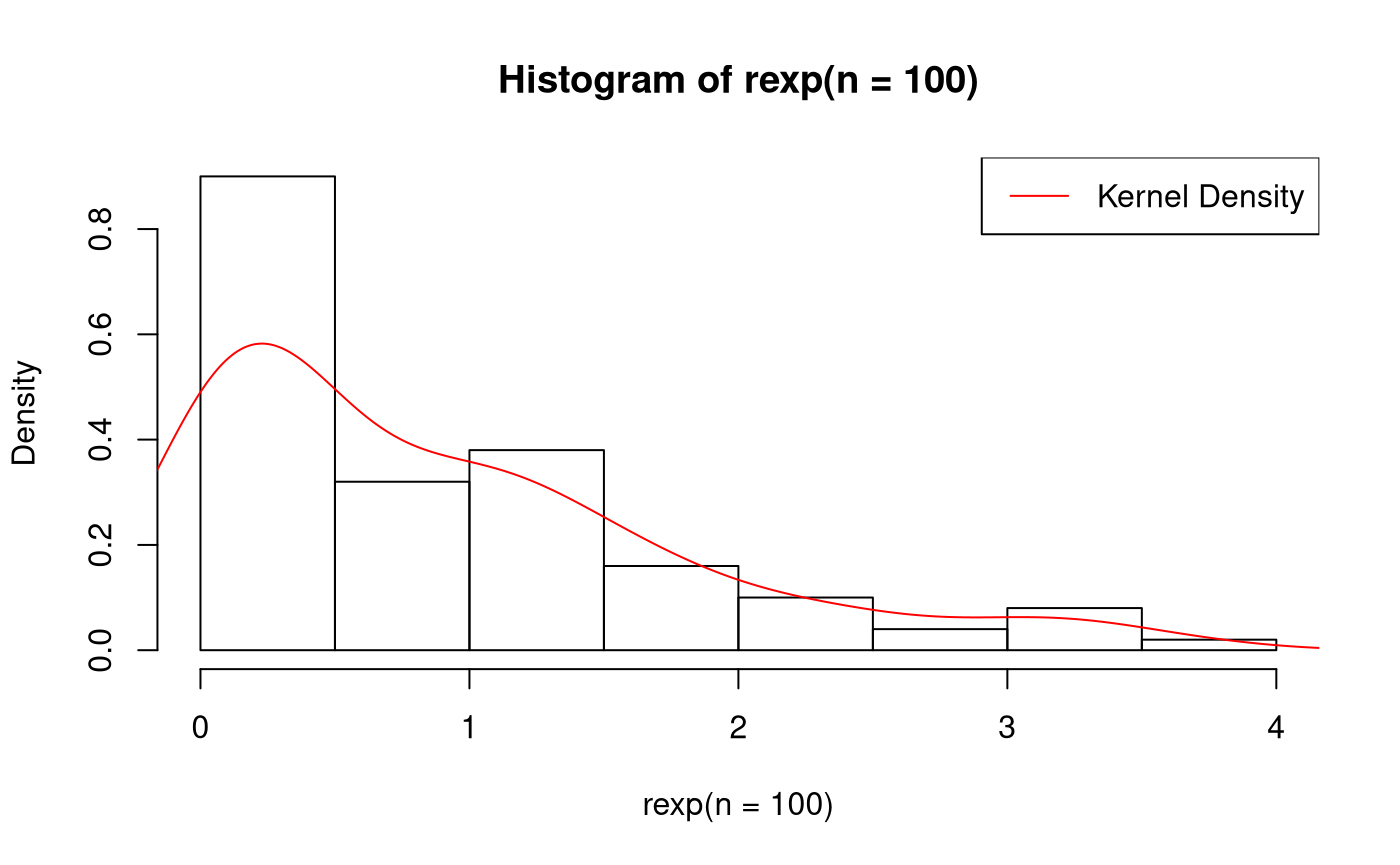 Histogram of rexp(n = 100)
Kernel Density
Density
0.8
0.6
0.4
0.2
0.0
0 1 2 3 4
rexp(n = 100)